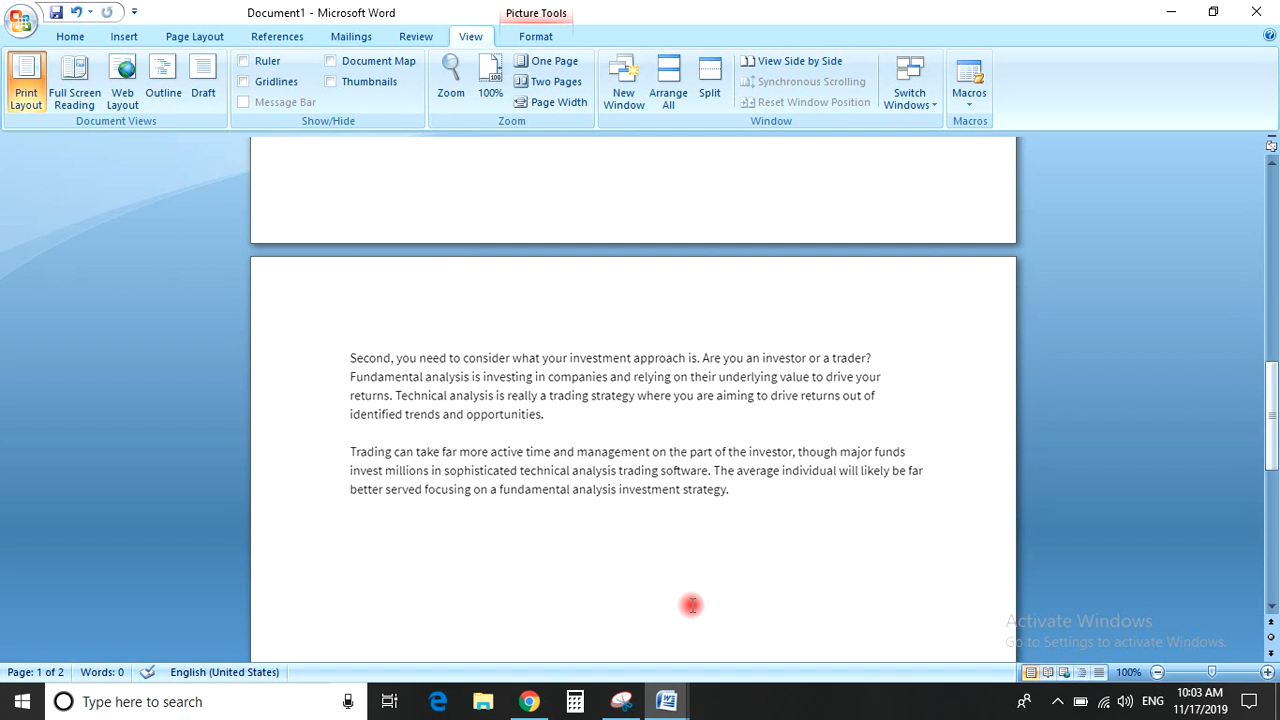 Document1 - Microsoft Word
Picture Tools
Home Insert Page Layout References Mailings Review View Format
Print Layout
Full Screen Reading
Web Layout
Outline
Draft
Document Views
Ruler
Gridlines
Message Bar
Document Map
Thumbnails
Show/Hide
Zoom
100
100%
One Page
Two Pages
Page Width
Zoom
New Window
Arrange All
Split
View Side by Side
Synchronous Scrolling
Reset Window Position
Switch Windows
Window
Macros
Macros
Second, you need to consider what your investment approach is. Are you an investor or a trader?
Fundamental analysis is investing in companies and relying on their underlying value to drive your
returns. Technical analysis is really a trading strategy where you are aiming to drive returns out of
identified trends and opportunities.
Trading can take far more active time and management on the part of the investor, though major funds
invest millions in sophisticated technical analysis trading software. The average individual will likely be far
better served focusing on a fundamental analysis investment strategy.
Activate Windows
Go to Settings to activate Windows.
Page: 1 of 2 Words: 0 English (United States) 100%
Type here to search
ENG
10:03 AM
11/17/2019